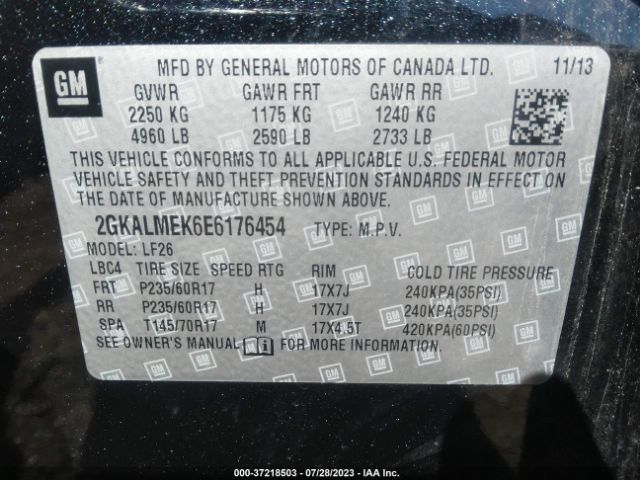 GM
MFD BY GENERAL MOTORS OF CANADA LTD. 11/13
GVWR GAWR FRT GAWR RR
2250 KG 1175 KG 1240 KG
4960 LB 2590 LB 2733 LB
THIS VEHICLE CONFORMS TO ALL APPLICABLE U.S. FEDERAL MOTOR
VEHICLE SAFETY AND THEFT PREVENTION STANDARDS IN EFFECT ON
THE DATE OF MANUFACTURE SHOWN ABOVE.
2GKALMEK6E6176454 TYPE: M.P.V.
MODEL: LF26
LBC4 TIRE SIZE SPEED RTG RIM COLD TIRE PRESSURE
FRT P235/60R17 H 17X7J 240KPA(35PSI)
RR P235/60R17 H 17X7J 240KPA(35PSI)
SPA T145/70R17 M 17X4.5T 420KPA(60PSI)
SEE OWNER'S MANUAL FOR MORE INFORMATION.
000-37218503 — 07/28/2023 — IAA Inc.